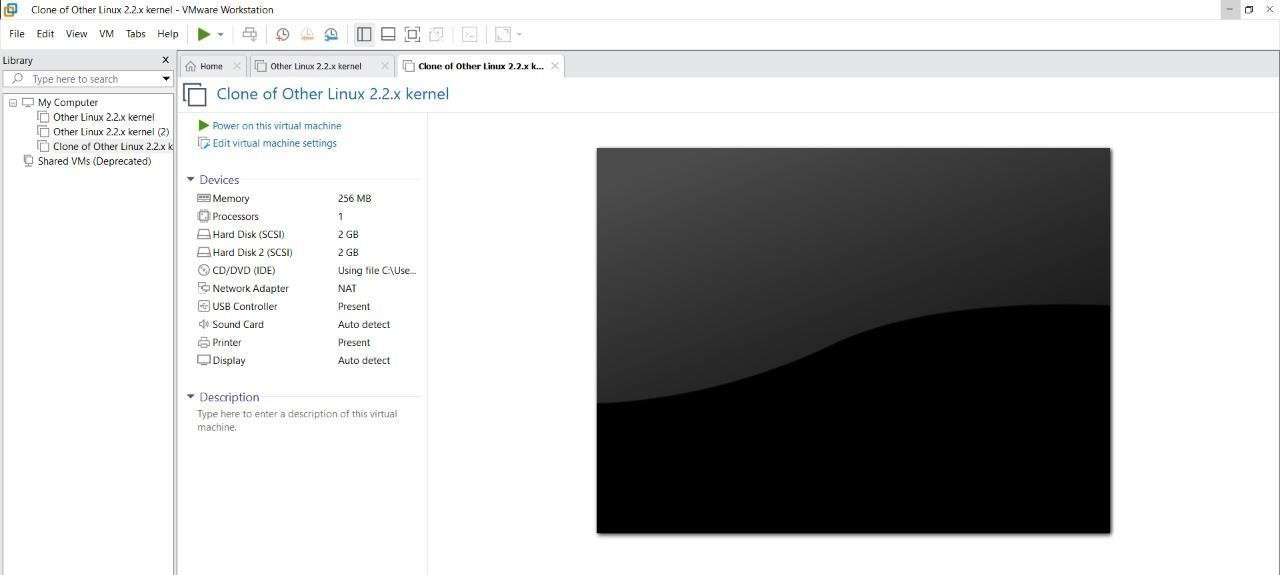 Clone of Other Linux 2.2.x kernel - VMware Workstation
File Edit View VM Tabs Help
Library X
Type here to search
My Computer
Other Linux 2.2.x kernel
Other Linux 2.2.x kernel (2)
Clone of Other Linux 2.2.x k
Shared VMs (Deprecated)
Home Other Linux 2.2.x kernel Clone of Other Linux 2.2.x k...
Clone of Other Linux 2.2.x kernel
Power on this virtual machine
Edit virtual machine settings
Devices
Memory 256 MB
Processors 1
Hard Disk (SCSI) 2 GB
Hard Disk 2 (SCSI) 2 GB
CD/DVD (IDE) Using file C:\Use...
Network Adapter NAT
USB Controller Present
Sound Card Auto detect
Printer Present
Display Auto detect
Description
Type here to enter a description of this virtual
machine.